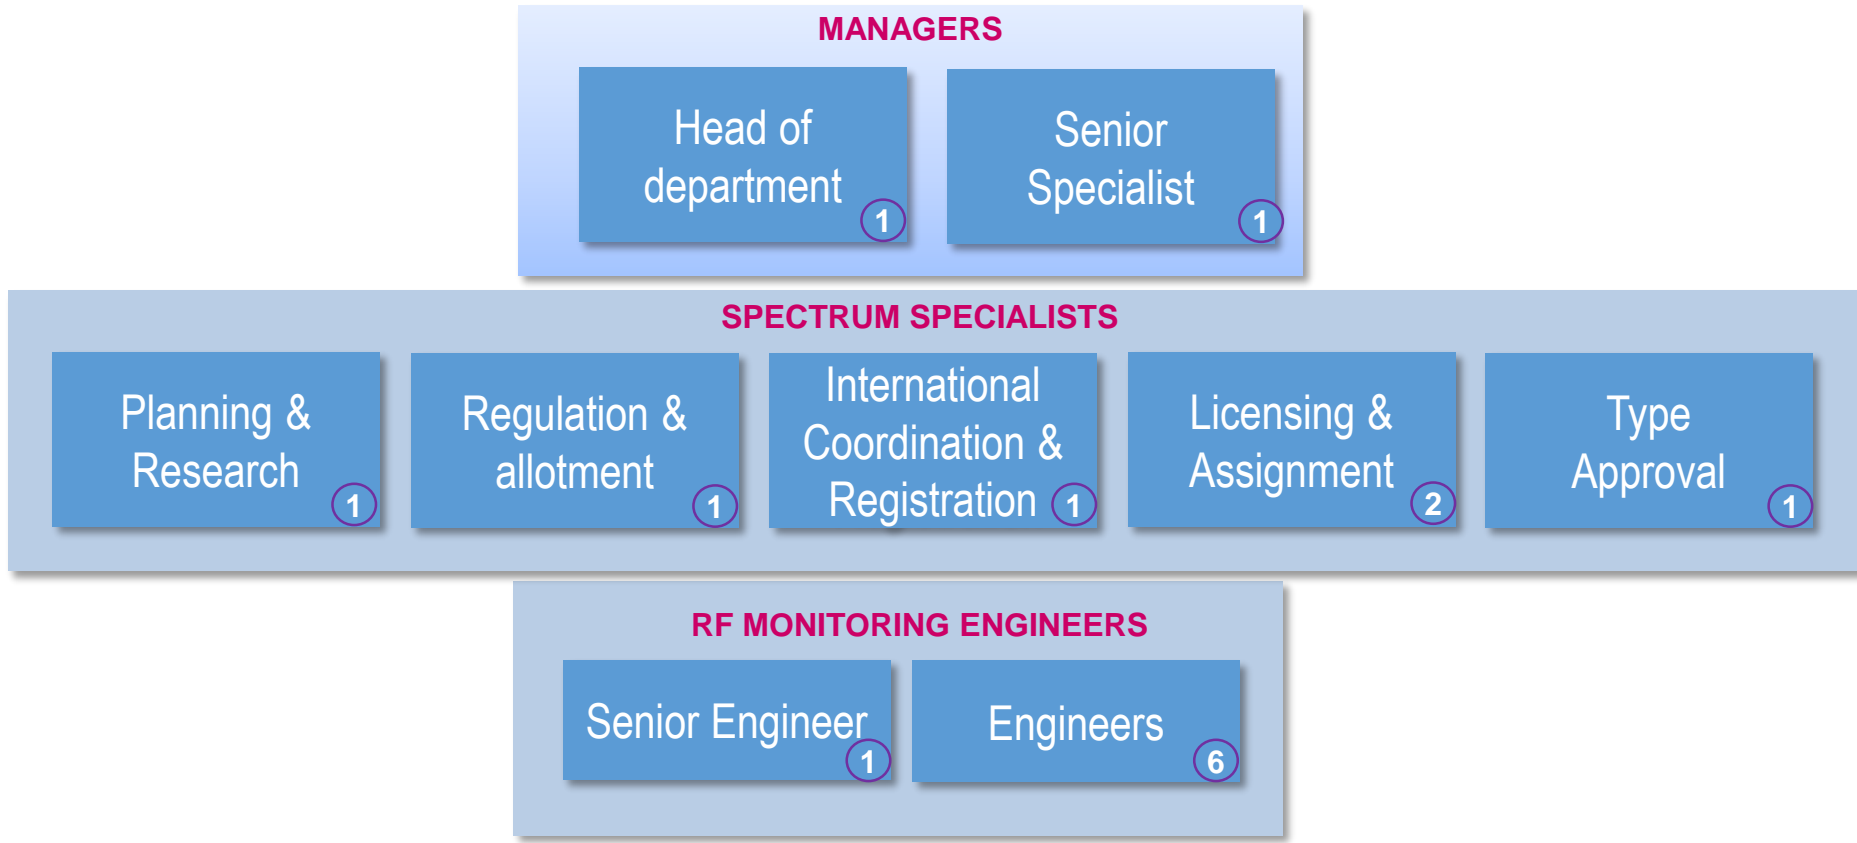 MANAGERS
Head of
department
1
Senior
Specialist
1
SPECTRUM SPECIALISTS
Planning &
Research
1
Regulation &
allotment
1
International
Coordination &
Registration
1
Licensing &
Assignment
2
Type
Approval
1
RF MONITORING ENGINEERS
Senior Engineer
1
Engineers
6